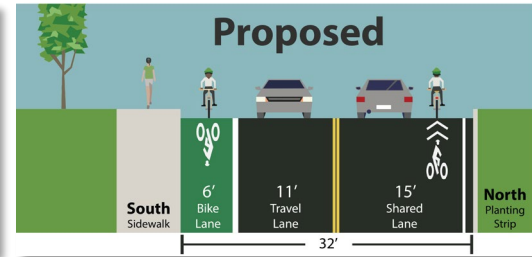 Proposed
South
Sidewalk
6’
Bike
Lane
11’
Travel
Lane
15’
Shared
Lane
North
Planting
Strip
32’